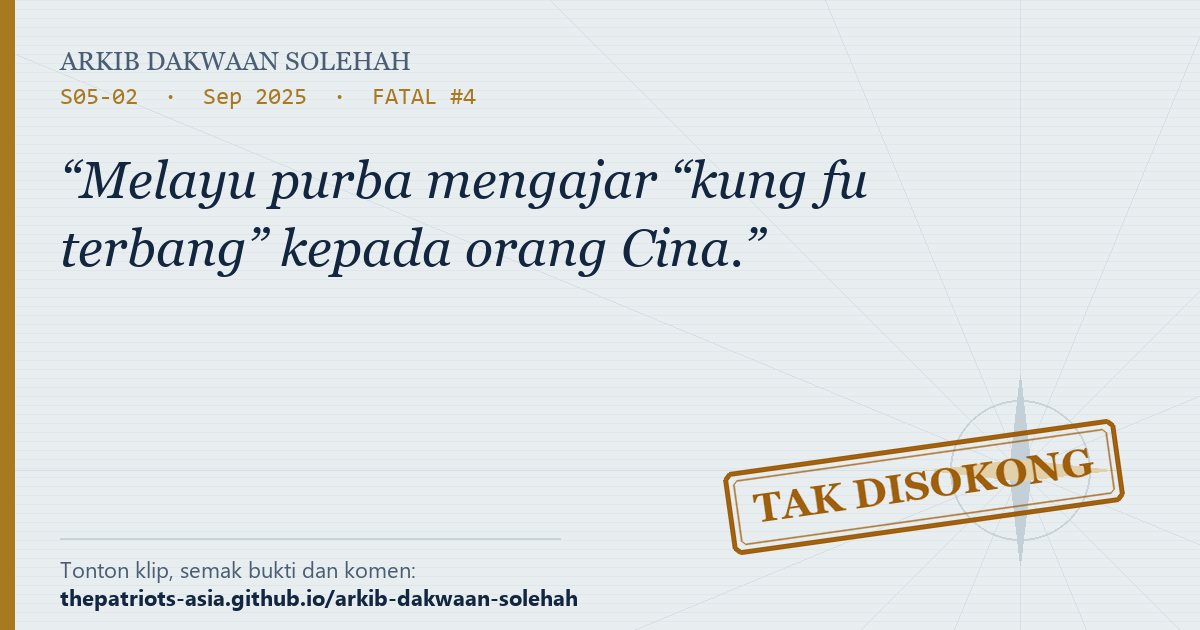 ARKIB DAKWAAN SOLEHAH
S05-02 · Sep 2025 · FATAL #4
“Melayu purba mengajar “kung fu
terbang” kepada orang Cina.”
TAK DISOKONG
Tonton klip, semak bukti dan komen:
thepatriots-asia.github.io/arkib-dakwaan-solehah